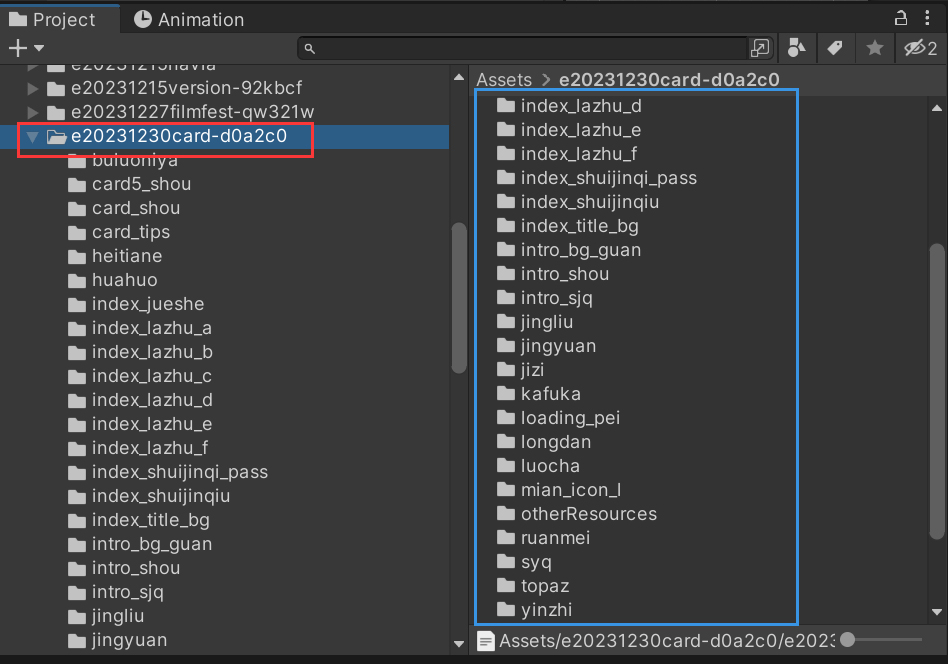 Project
Animation
2
e20231215navia
e20231215version-92kbcf
e20231227filmfest-qw321w
e20231230card-d0a2c0
buluoniya
card5_shou
card_shou
card_tips
heitiane
huahuo
index_jueshe
index_lazhu_a
index_lazhu_b
index_lazhu_c
index_lazhu_d
index_lazhu_e
index_lazhu_f
index_shuijinqi_pass
index_shuijinqiu
index_title_bg
intro_bg_guan
intro_shou
intro_sjq
jingliu
jingyuan
Assets > e20231230card-d0a2c0
index_lazhu_d
index_lazhu_e
index_lazhu_f
index_shuijinqi_pass
index_shuijinqiu
index_title_bg
intro_bg_guan
intro_shou
intro_sjq
jingliu
jingyuan
jizi
kafuka
loading_pei
longdan
luocha
mian_icon_l
otherResources
ruanmei
syq
topaz
yinzhi
Assets/e20231230card-d0a2c0/e2023